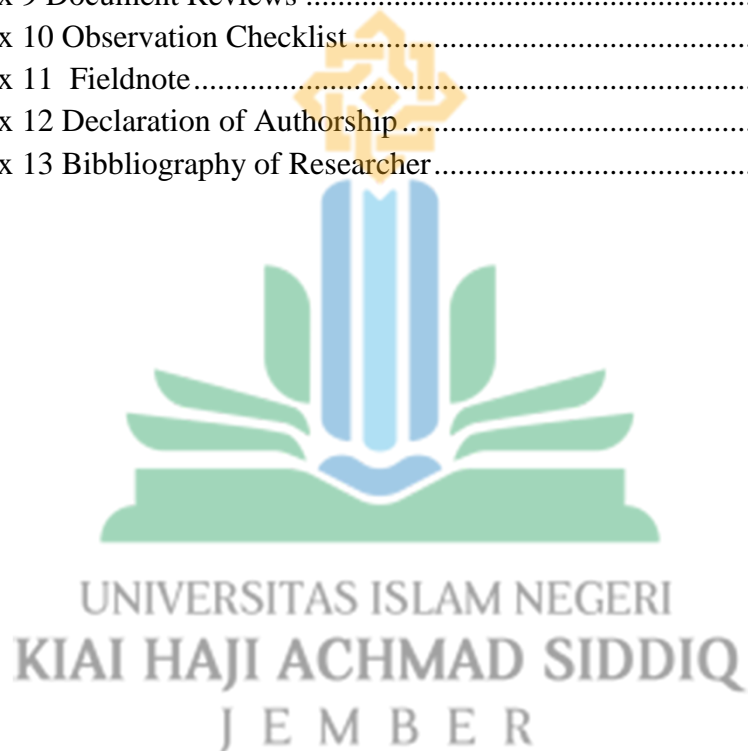 x 9 Document Reviews ....................................................
x 10 Observation Checklist ..............................................
x 11  Fieldnote....................................................................
x 12 Declaration of Authorship..........................................
x 13 Bibbliography of Researcher......................................
UNIVERSITAS ISLAM NEGERI
KIAI HAJI ACHMAD SIDDIQ
JEMBER